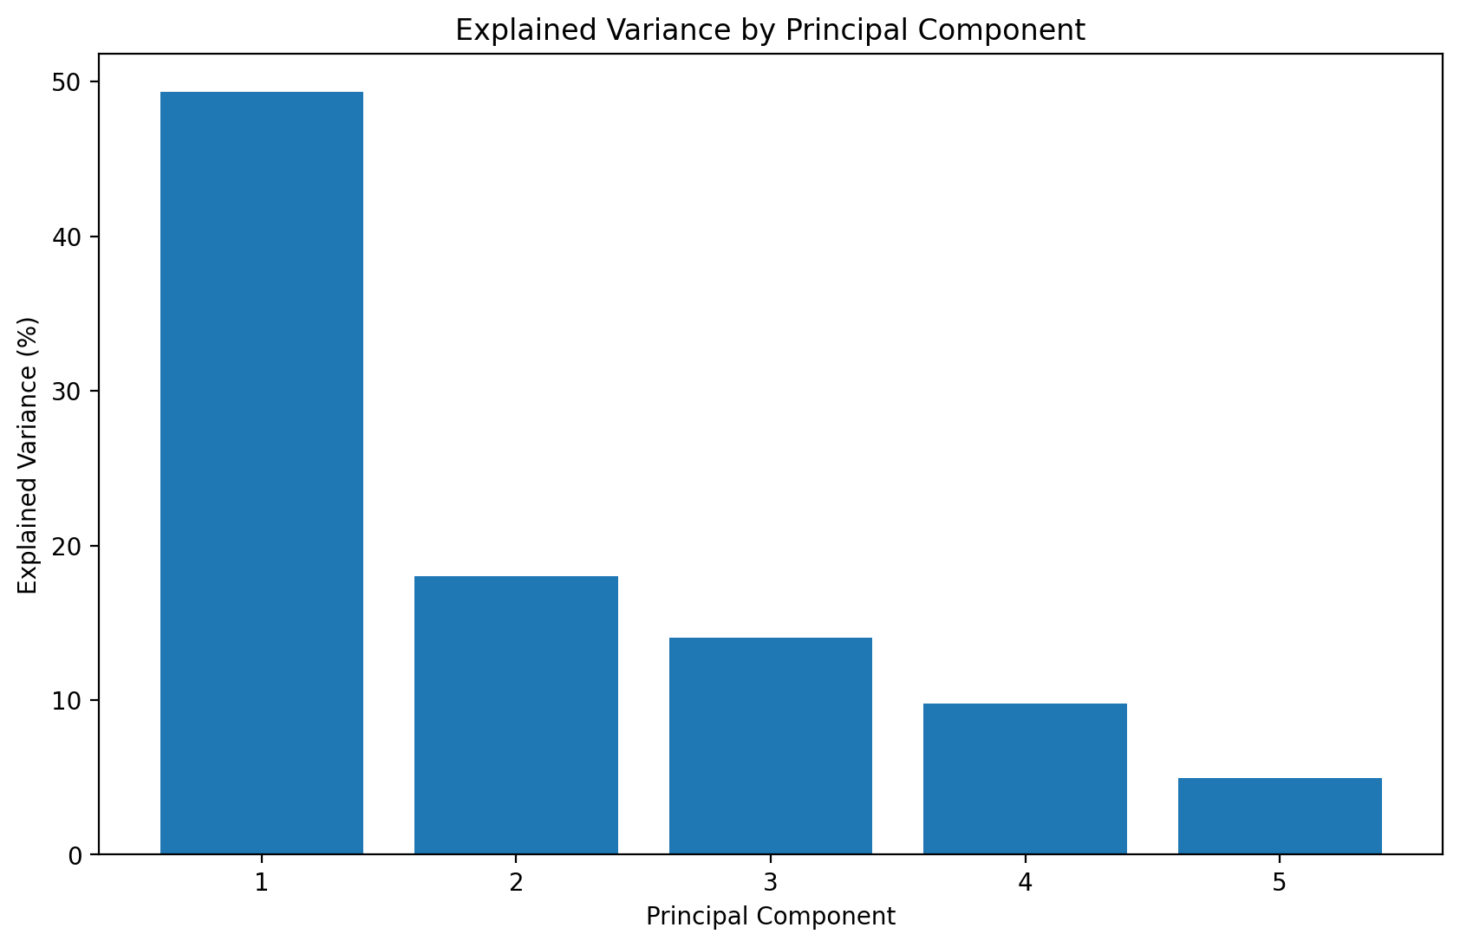 Explained Variance by Principal Component
Explained Variance (%)
50
40
30
20
10
0
1 2 3 4 5
Principal Component